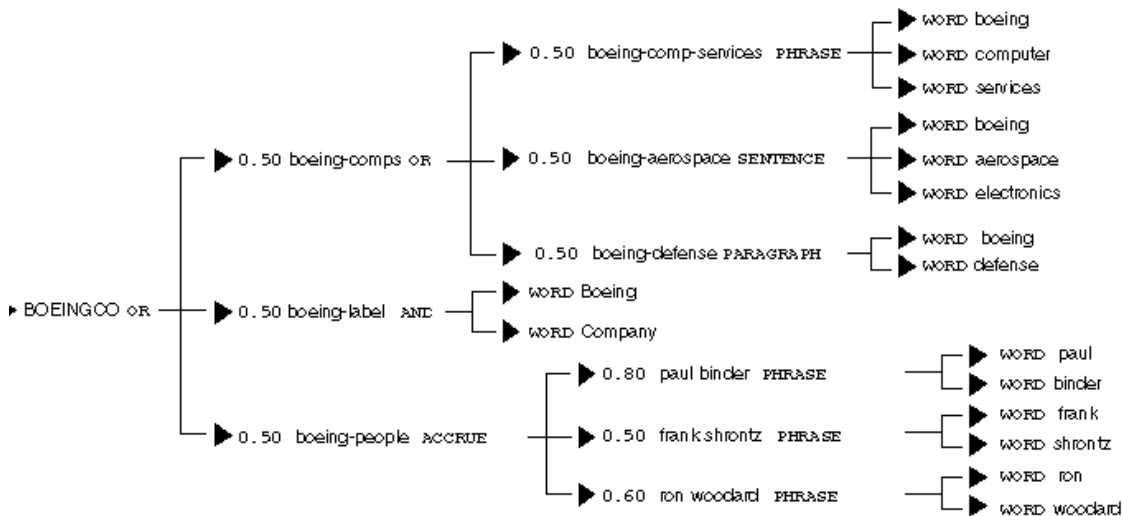 WORD boeing
0.50 boeing-comp-services PHRASE
WORD computer
WORD services
WORD boeing
0.50 boeing-comps OR
0.50 boeing-aerospace SENTENCE
WORD aerospace
WORD electronics
WORD boeing
0.50 boeing-defense PARAGRAPH
WORD defense
WORD Boeing
BOEINGCO OR
0.50 boeing-label AND
WORD Company
WORD paul
0.80 paul binder PHRASE
WORD binder
WORD frank
0.50 boeing-people ACCRUE
0.50 frank shrontz PHRASE
WORD shrontz
WORD ron
0.60 ron woodard PHRASE
WORD woodard